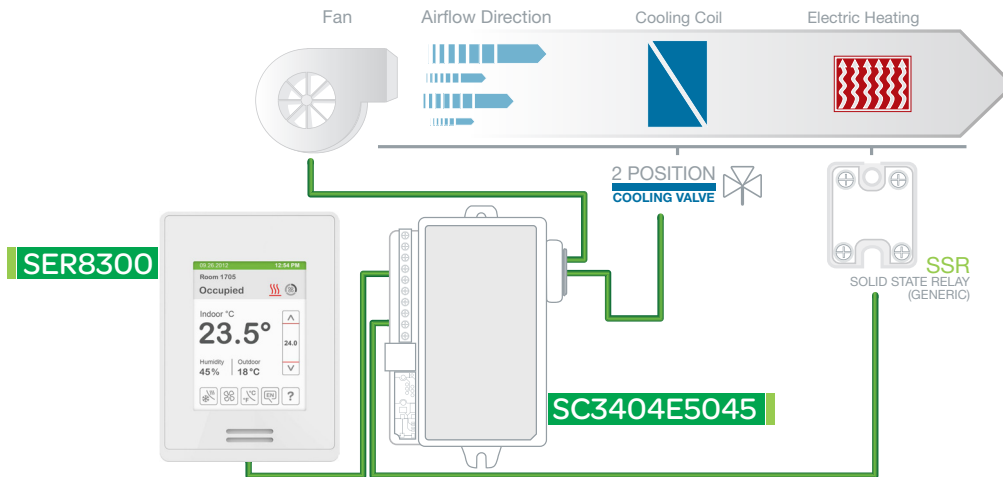 Fan
Airflow Direction
Cooling Coil
Electric Heating
2 POSITION
COOLING VALVE
SER8300
09.26.2012
12:54 PM
Room 1705
Occupied
Indoor °C
23.5°
24.0
Humidity
Outdoor
45%
18°C
°C
°F
EN
?
SSR
SOLID STATE RELAY
(GENERIC)
SC3404E5045